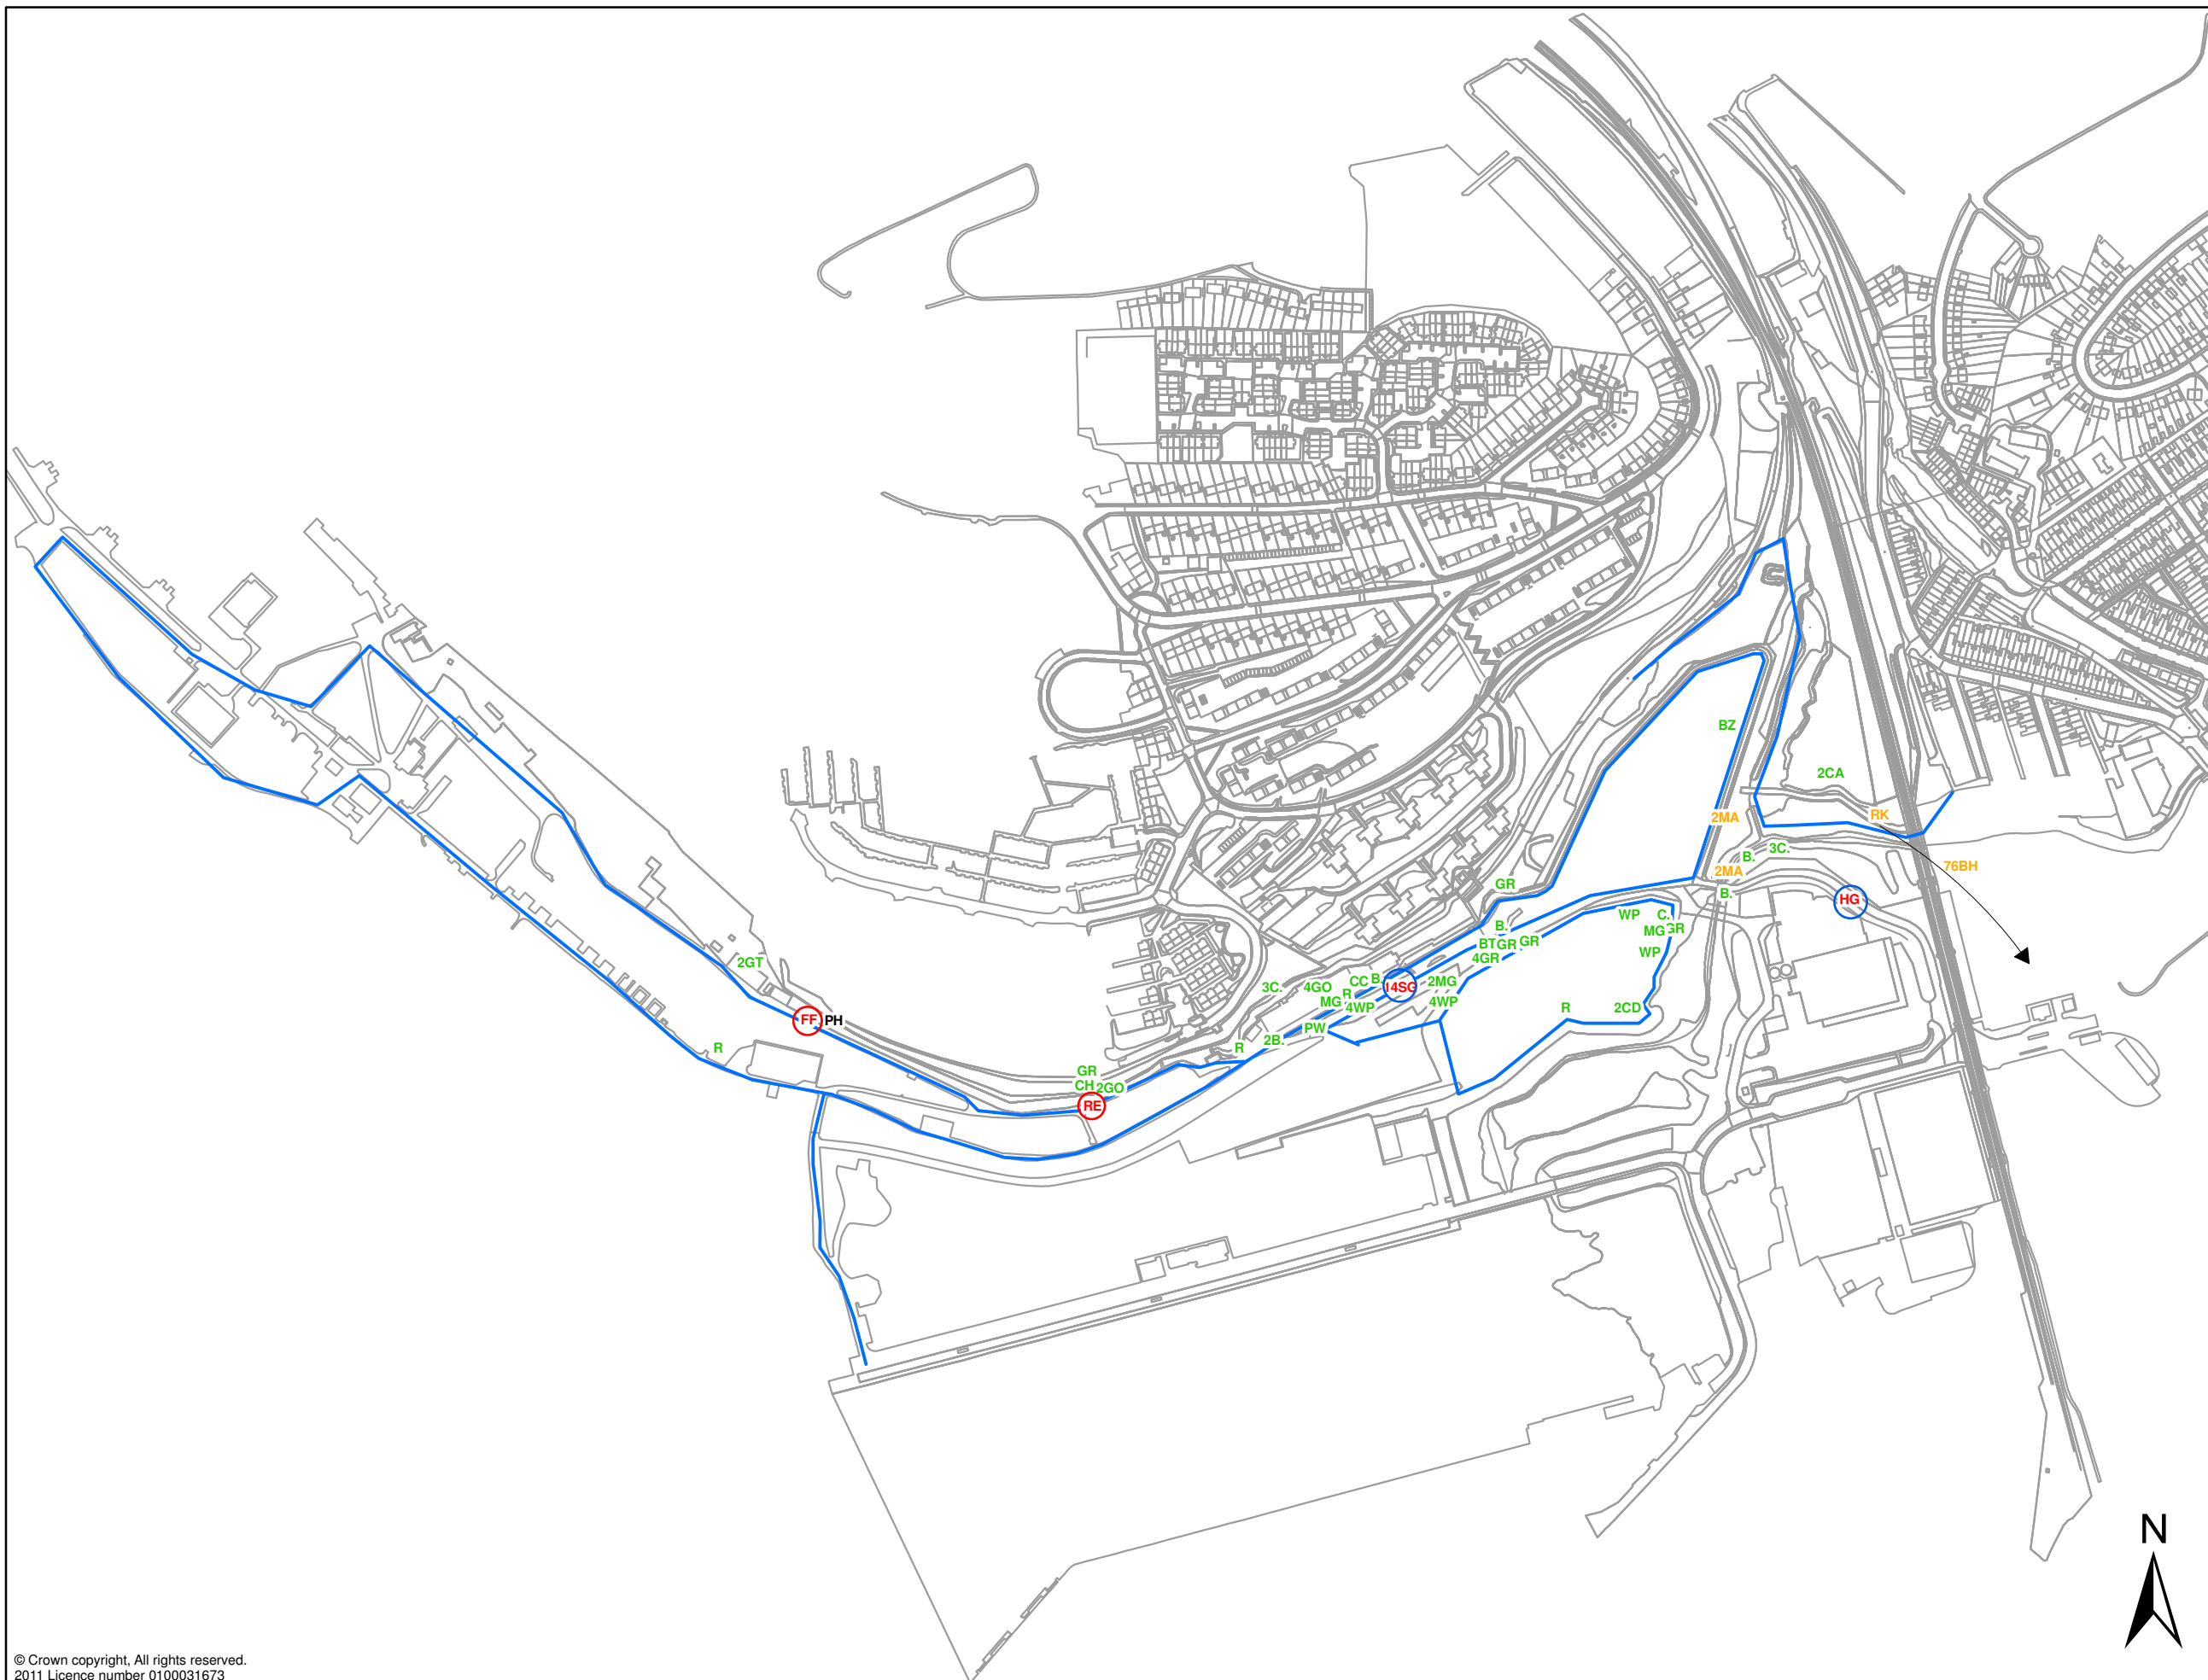 BZ
2CA
2MA
RK
3C.
B.
76BH
2MA
GR
B.
HG
WP
C.
B.
MG
GR
BT
GR
GR
WP
4GR
2GT
CC
B.
2MG
3C.
4GO
14SG
R
MG
4WP
4WP
R
2CD
FF
PH
PW
2B.
R
R
GR
CH
2GO
RE
N
© Crown copyright, All rights reserved.
2011 Licence number 0100031673